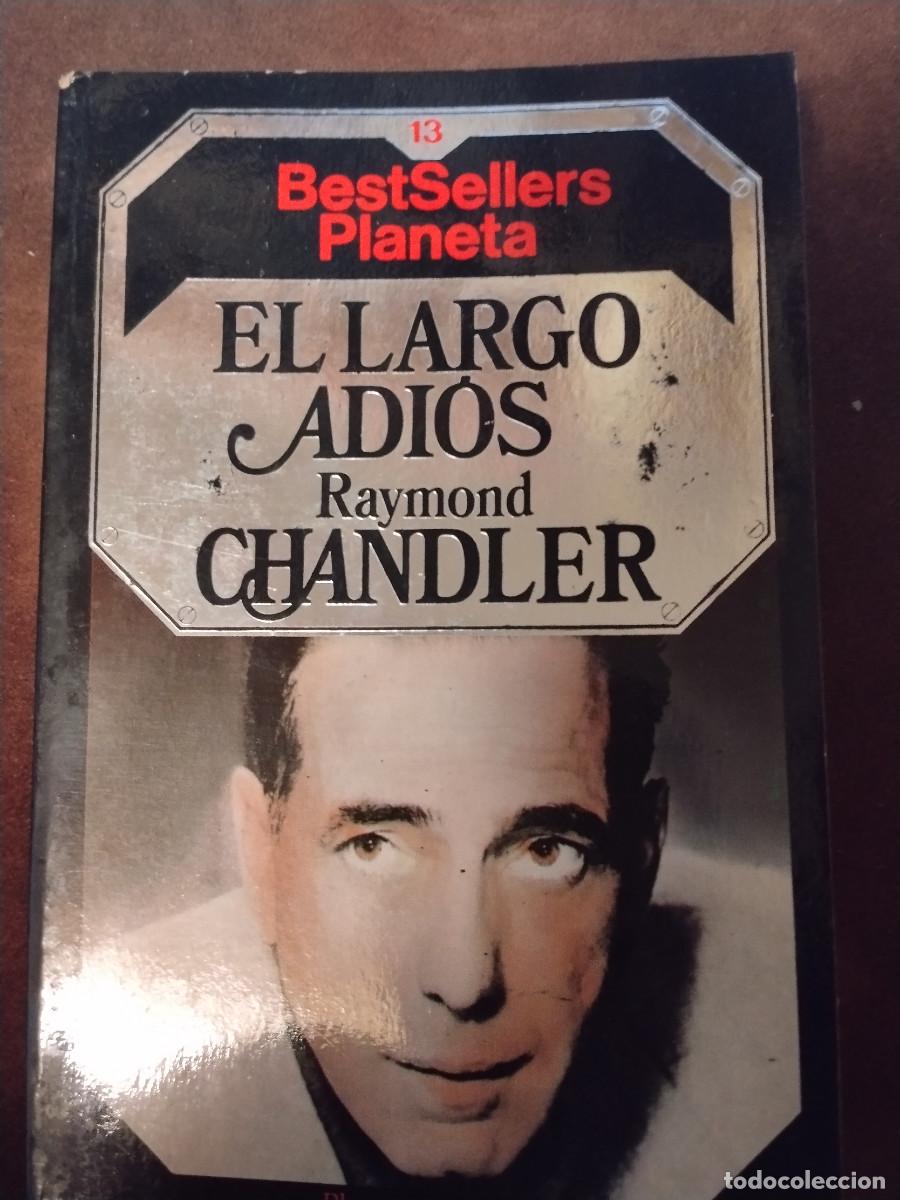 13
BestSellers
Planeta
EL LARGO
ADIÓS
Raymond
CHANDLER
todocoleccion